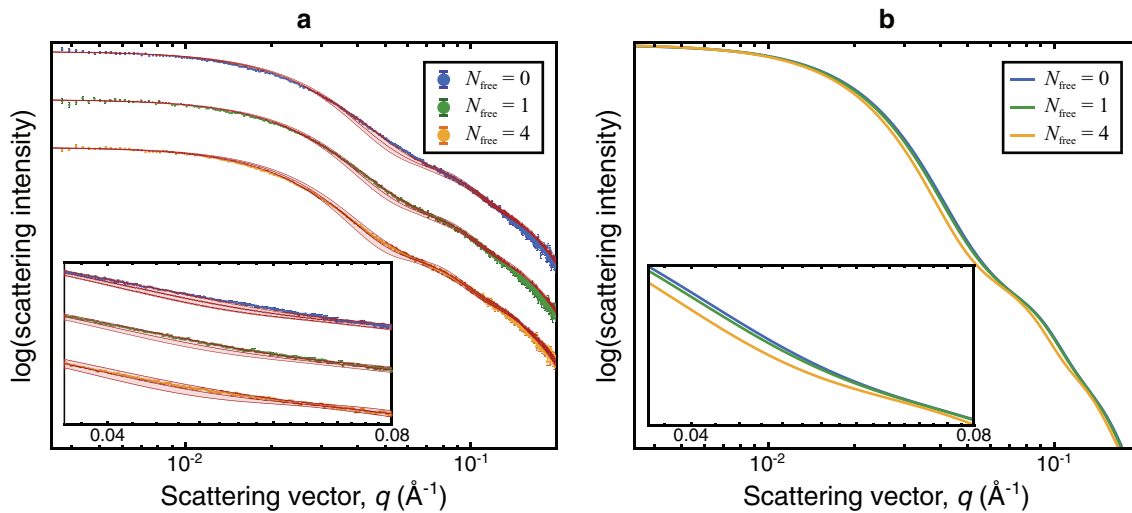 a
log(scattering intensity)
N_free = 0
N_free = 1
N_free = 4
0.04
0.08
10^-2
10^-1
Scattering vector, q (Å^-1)
b
log(scattering intensity)
N_free = 0
N_free = 1
N_free = 4
0.04
0.08
10^-2
10^-1
Scattering vector, q (Å^-1)